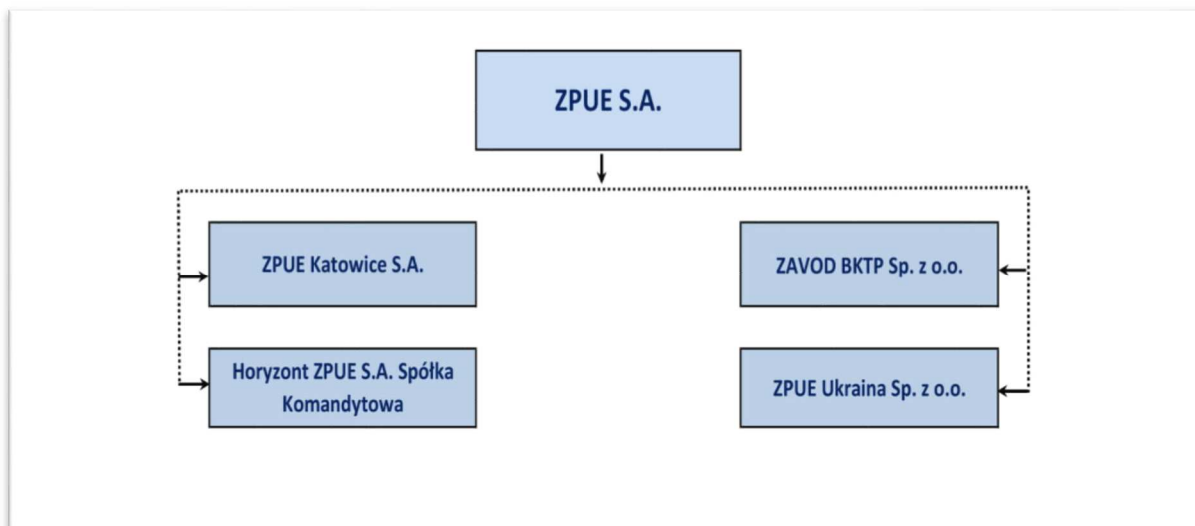 ZPUE S.A.
ZPUE Katowice S.A.
ZAVOD BKTP Sp. z o.o.
Horyzont ZPUE S.A. Spółka
Komandytowa
ZPUE Ukraina Sp. z o.o.